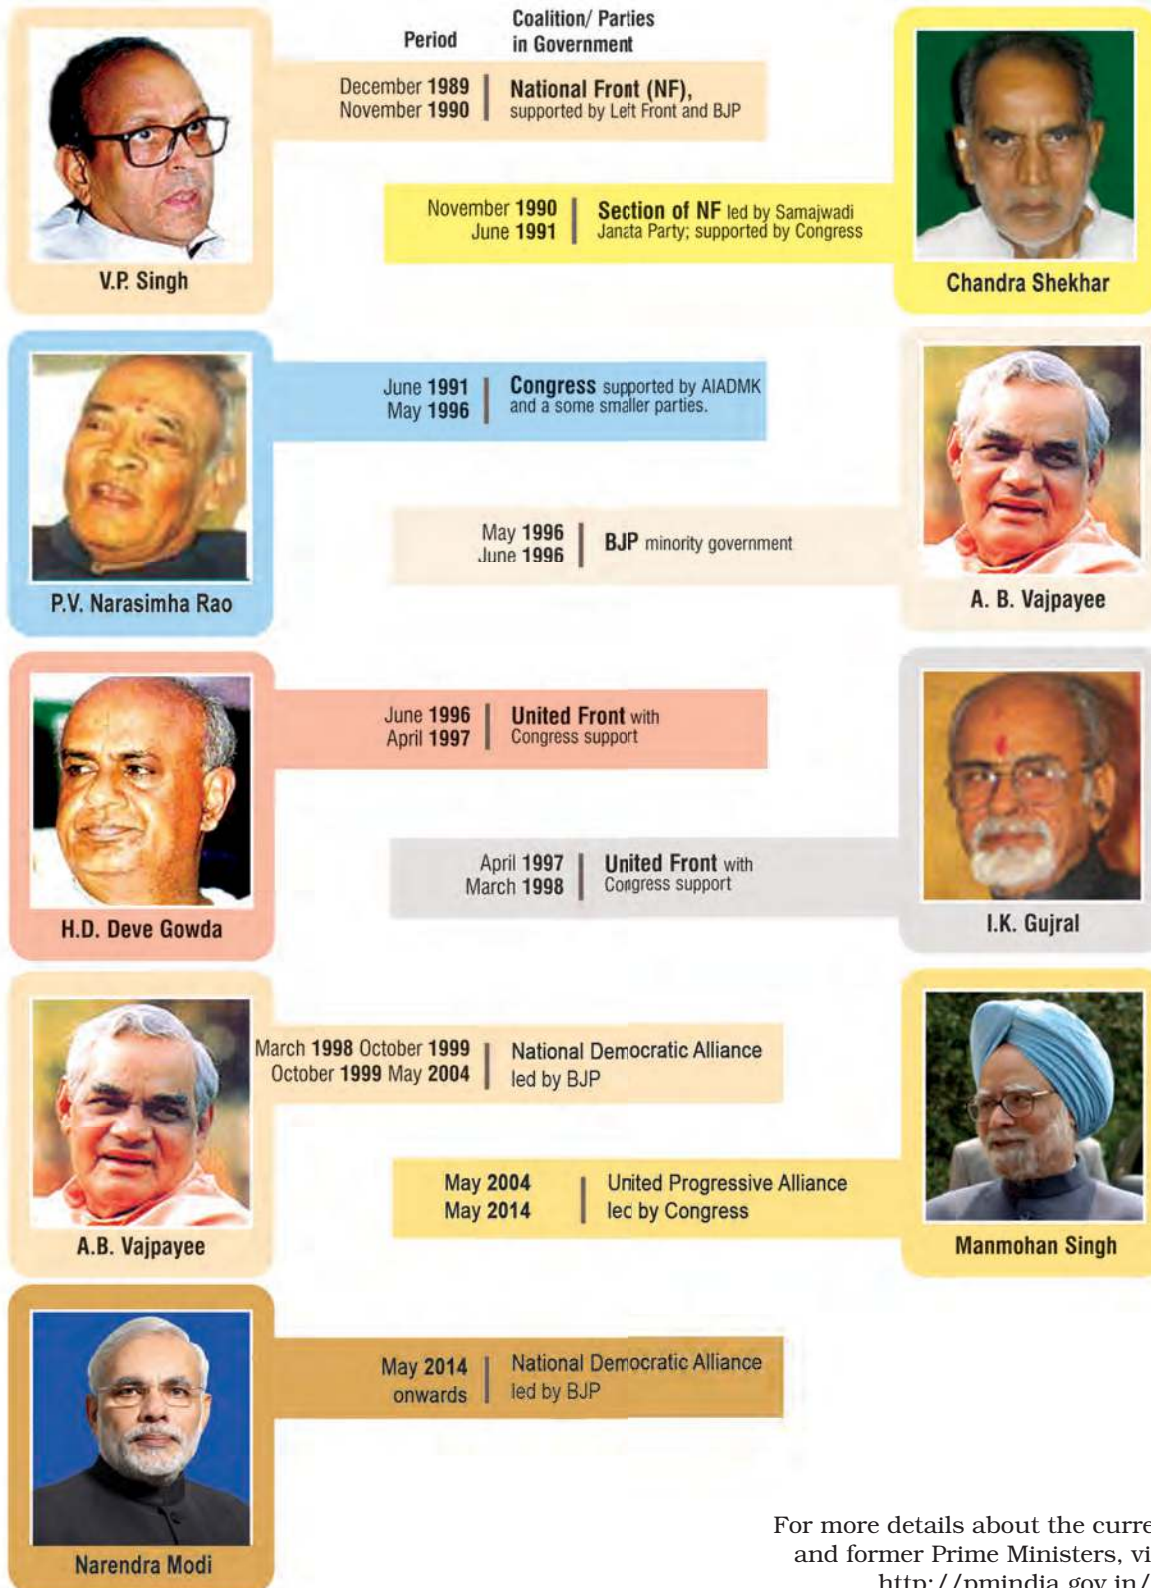 Period
Coalition/ Parties
in Government
December 1989
November 1990
National Front (NF),
supported by Left Front and BJP
V.P. Singh
November 1990
June 1991
Section of NF led by Samajwadi
Janata Party; supported by Congress
Chandra Shekhar
June 1991
May 1996
Congress supported by AIADMK
and a some smaller parties.
P.V. Narasimha Rao
May 1996
June 1996
BJP minority government
A. B. Vajpayee
June 1996
April 1997
United Front with
Congress support
H.D. Deve Gowda
April 1997
March 1998
United Front with
Congress support
I.K. Gujral
March 1998 October 1999
October 1999 May 2004
National Democratic Alliance
led by BJP
A.B. Vajpayee
May 2004
May 2014
United Progressive Alliance
led by Congress
Manmohan Singh
May 2014
onwards
National Democratic Alliance
led by BJP
Narendra Modi
For more details about the curre
and former Prime Ministers, vi
http://pmindia.gov.in/